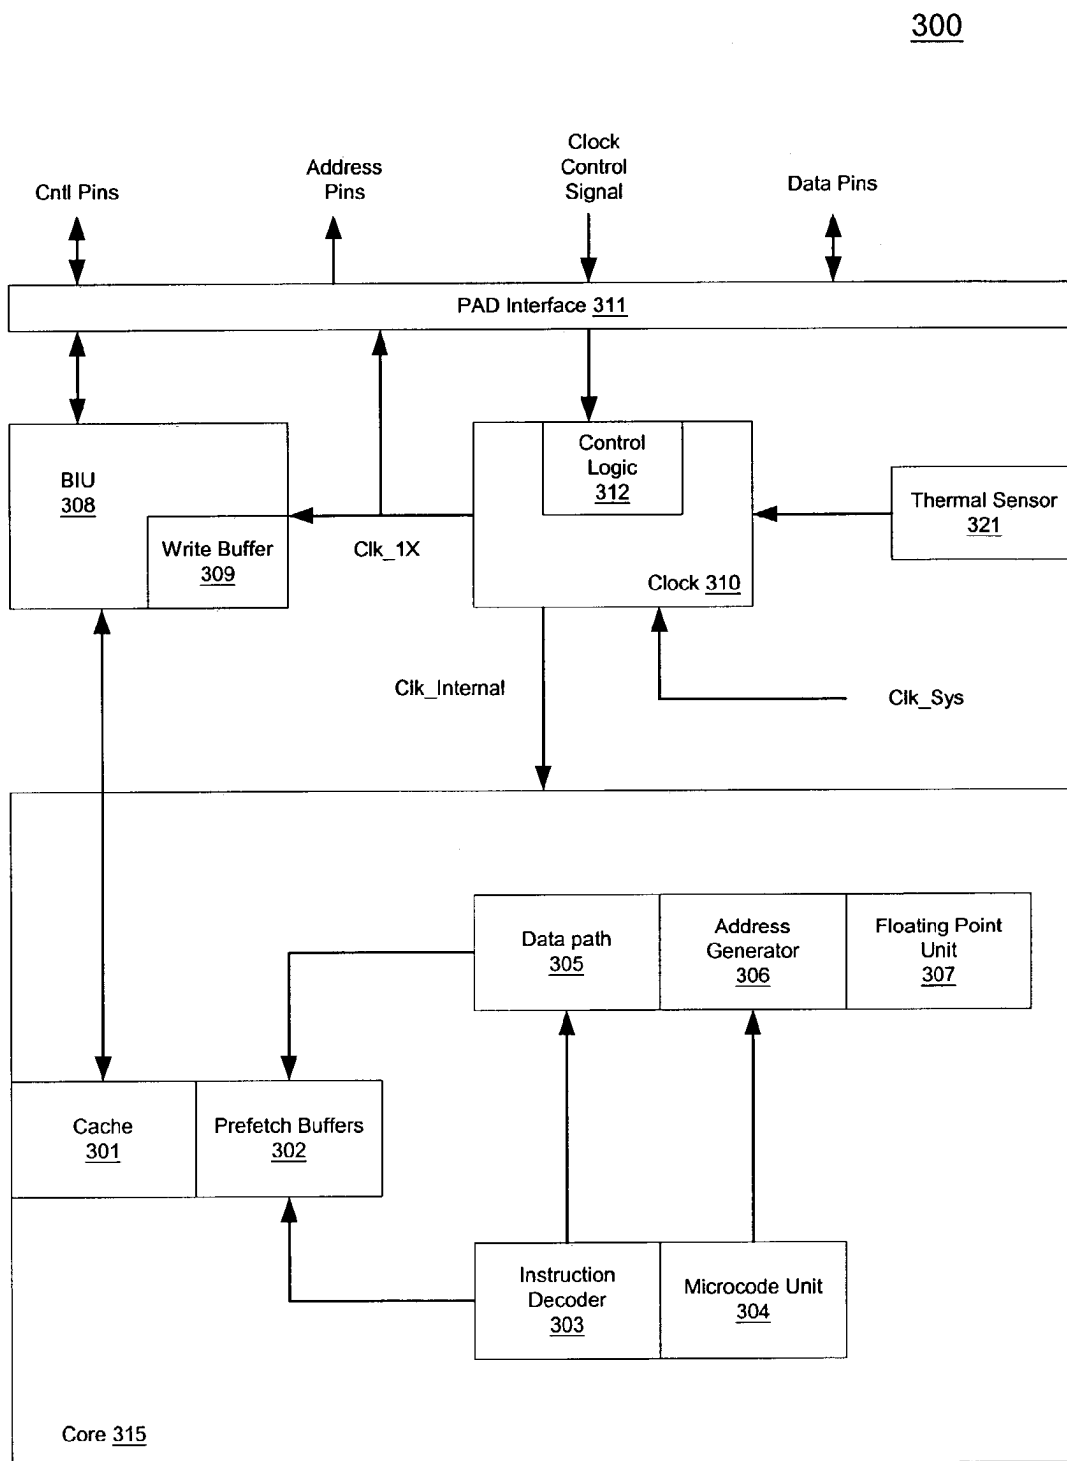 300
Clock
Control
Signal
Address
Pins
Cntl Pins
Data Pins
PAD Interface 311
Control
Logic
312
BIU
308
Thermal Sensor
321
Write Buffer
309
Clk_1X
Clock 310
Clk_Internal
Clk_Sys
Data path
305
Address
Generator
306
Floating Point
Unit
307
Cache
301
Prefetch Buffers
302
Instruction
Decoder
303
Microcode Unit
304
Core 315